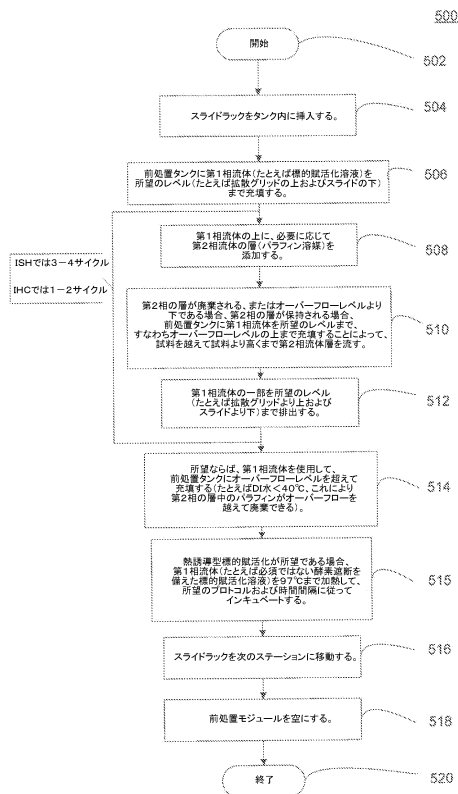 500
開始
502
スライドラックをタンク内に挿入する。
504
前処置タンクに第1相流体(たとえば標的賦活化溶液)を
所望のレベル(たとえば拡散グリッドの上およびスライドの下)
まで充填する。
506
第1相流体の上に、必要に応じて
第2相流体の層(パラフィン溶媒)を
添加する。
508
ISHでは3-4サイクル
IHCでは1-2サイクル
第2相の層が廃棄される、またはオーバーフローレベルより
下である場合、第2相の層が保持される場合、
前処置タンクに第1相流体を所望のレベルまで、
すなわちオーバーフローレベルの上まで充填することによって、
試料を越えて試料より高くまで第2相流体層を流す。
510
第1相流体の一部を所望のレベル
(たとえば拡散グリッドより上および
スライドより下)まで排出する。
512
所望ならば、第1相流体を使用して、
前処置タンクにオーバーフローレベルを超えて
充填する(たとえばDI水<40℃、これにより
第2相の層中のパラフィンがオーバーフローを
越えて廃棄できる)。
514
熱誘導型標的賦活化が所望である場合、
第1相流体(たとえば必須ではない酵素遮断を
備えた標的賦活化溶液)を97℃まで加熱して、
所望のプロトコルおよび時間間隔に従って
インキュベートする。
515
スライドラックを次のステーションに移動する。
516
前処置モジュールを空にする。
518
終了
520